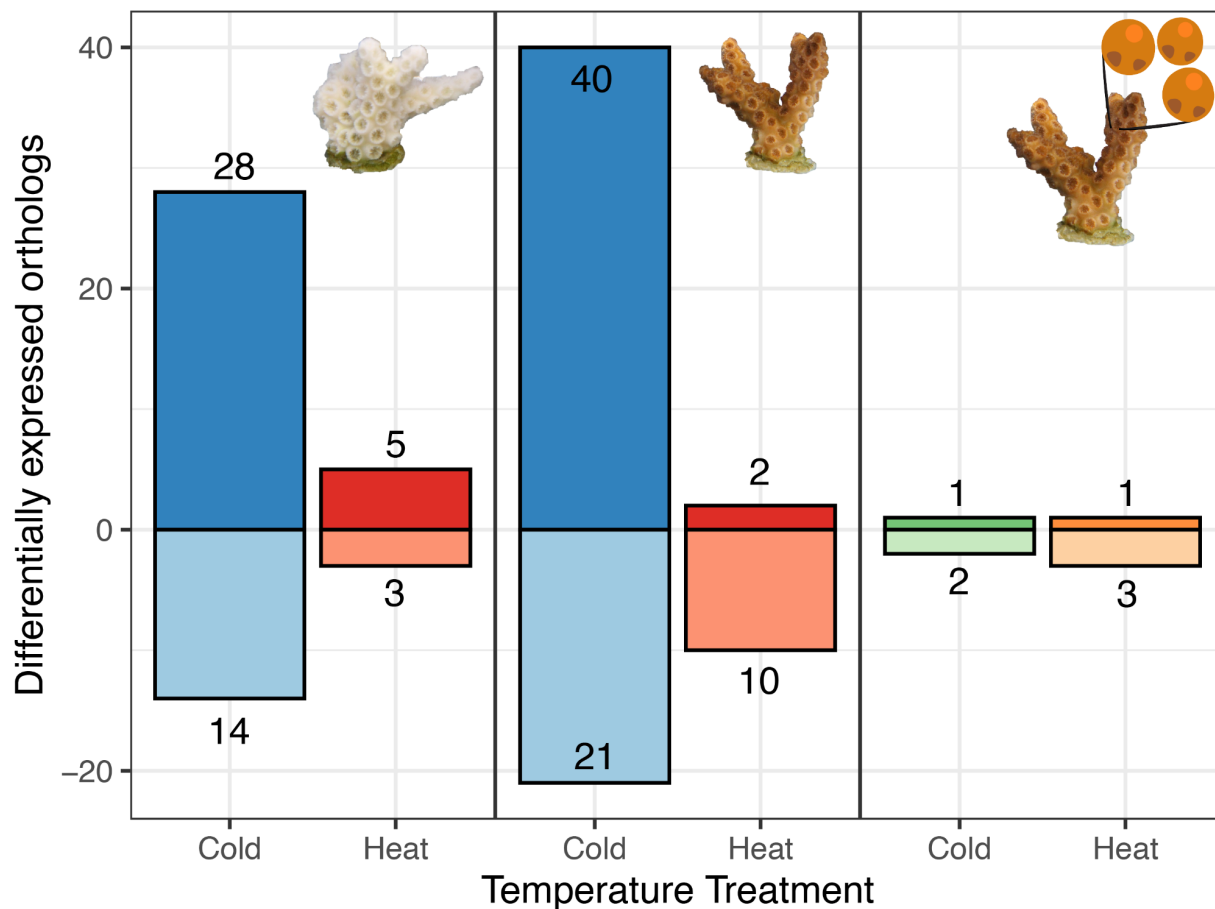 Differentially expressed orthologs
40
20
0
−20
28
14
5
3
40
21
2
10
1
2
1
3
Cold
Heat
Cold
Heat
Cold
Heat
Temperature Treatment